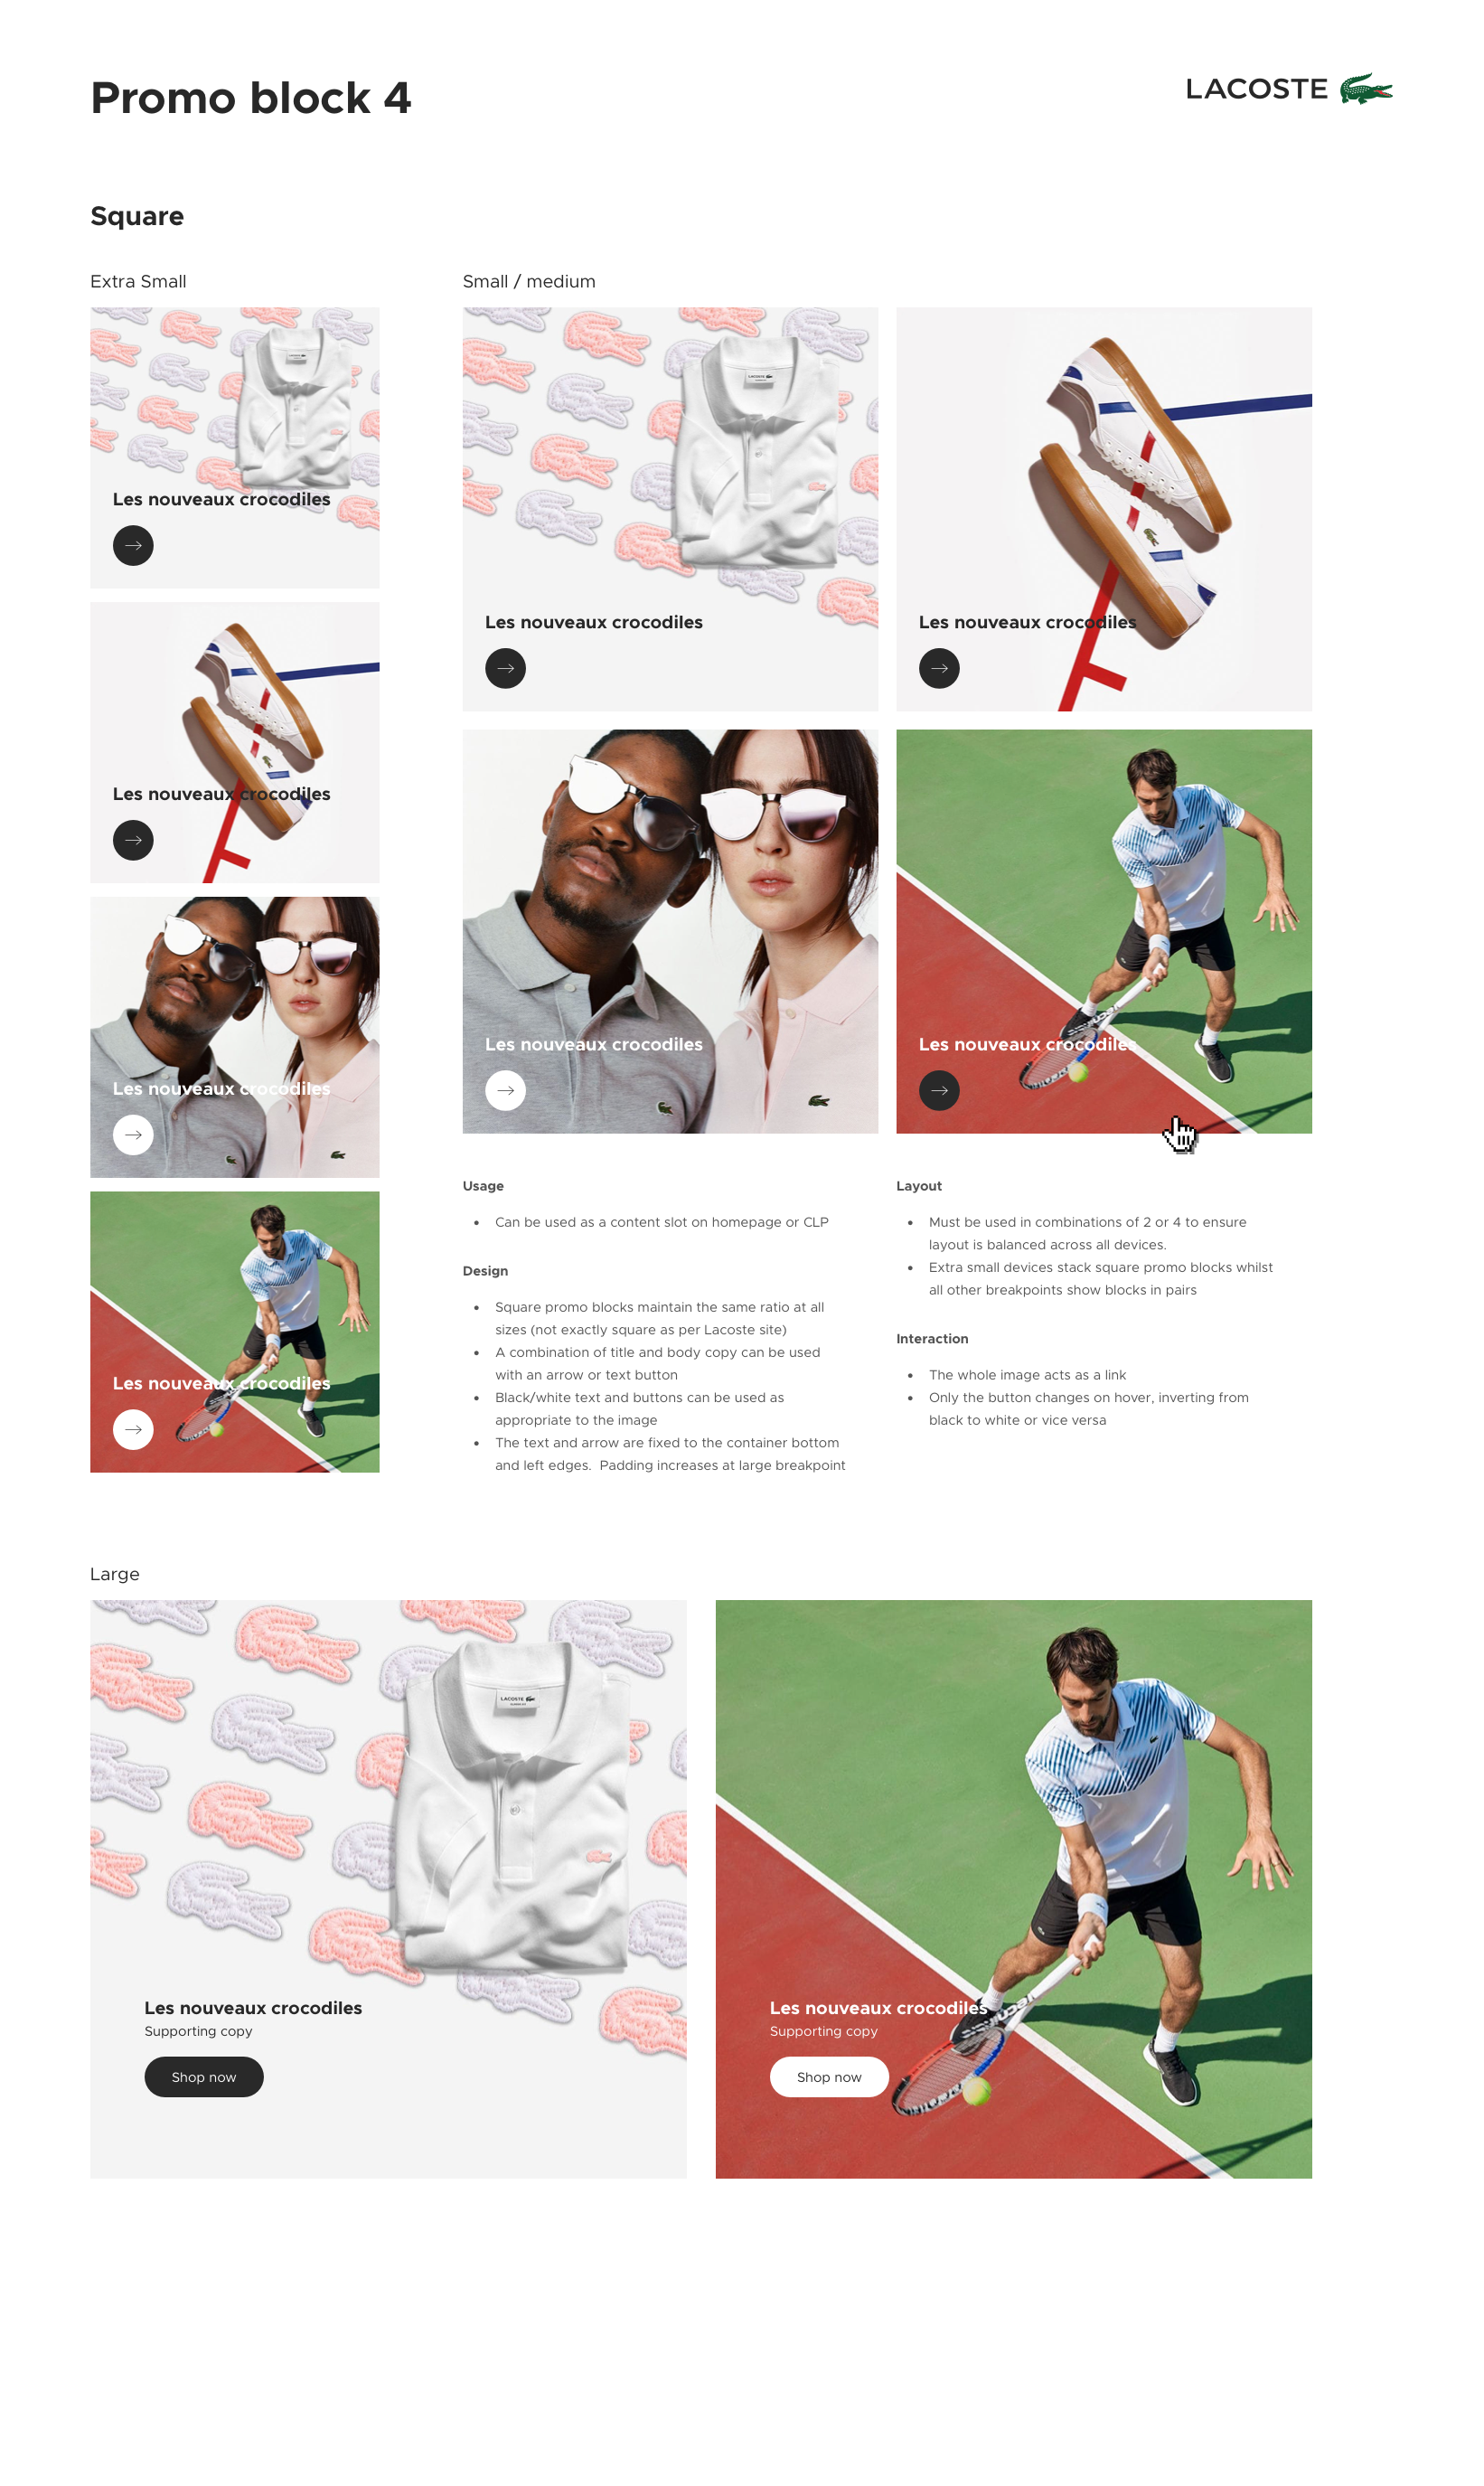 Promo block 4
LACOSTE
Square
Extra Small
Small / medium
Les nouveaux crocodiles
Les nouveaux crocodiles
Les nouveaux crocodiles
Les nouveaux crocodiles
LACOSTE
Les nouveaux crocodiles
Les nouveaux crocodiles
Les nouveaux crocodiles
Les nouveaux crocodiles
Usage
• Can be used as a content slot on homepage or CLP
Design
• Square promo blocks maintain the same ratio at all
sizes (not exactly square as per Lacoste site)
• A combination of title and body copy can be used
with an arrow or text button
• Black/white text and buttons can be used as
appropriate to the image
• The text and arrow are fixed to the container bottom
and left edges.  Padding increases at large breakpoint
Layout
• Must be used in combinations of 2 or 4 to ensure
layout is balanced across all devices.
• Extra small devices stack square promo blocks whilst
all other breakpoints show blocks in pairs
Interaction
• The whole image acts as a link
• Only the button changes on hover, inverting from
black to white or vice versa
Large
LACOSTE
Les nouveaux crocodiles
Supporting copy
Shop now
Les nouveaux crocodiles
Supporting copy
Shop now